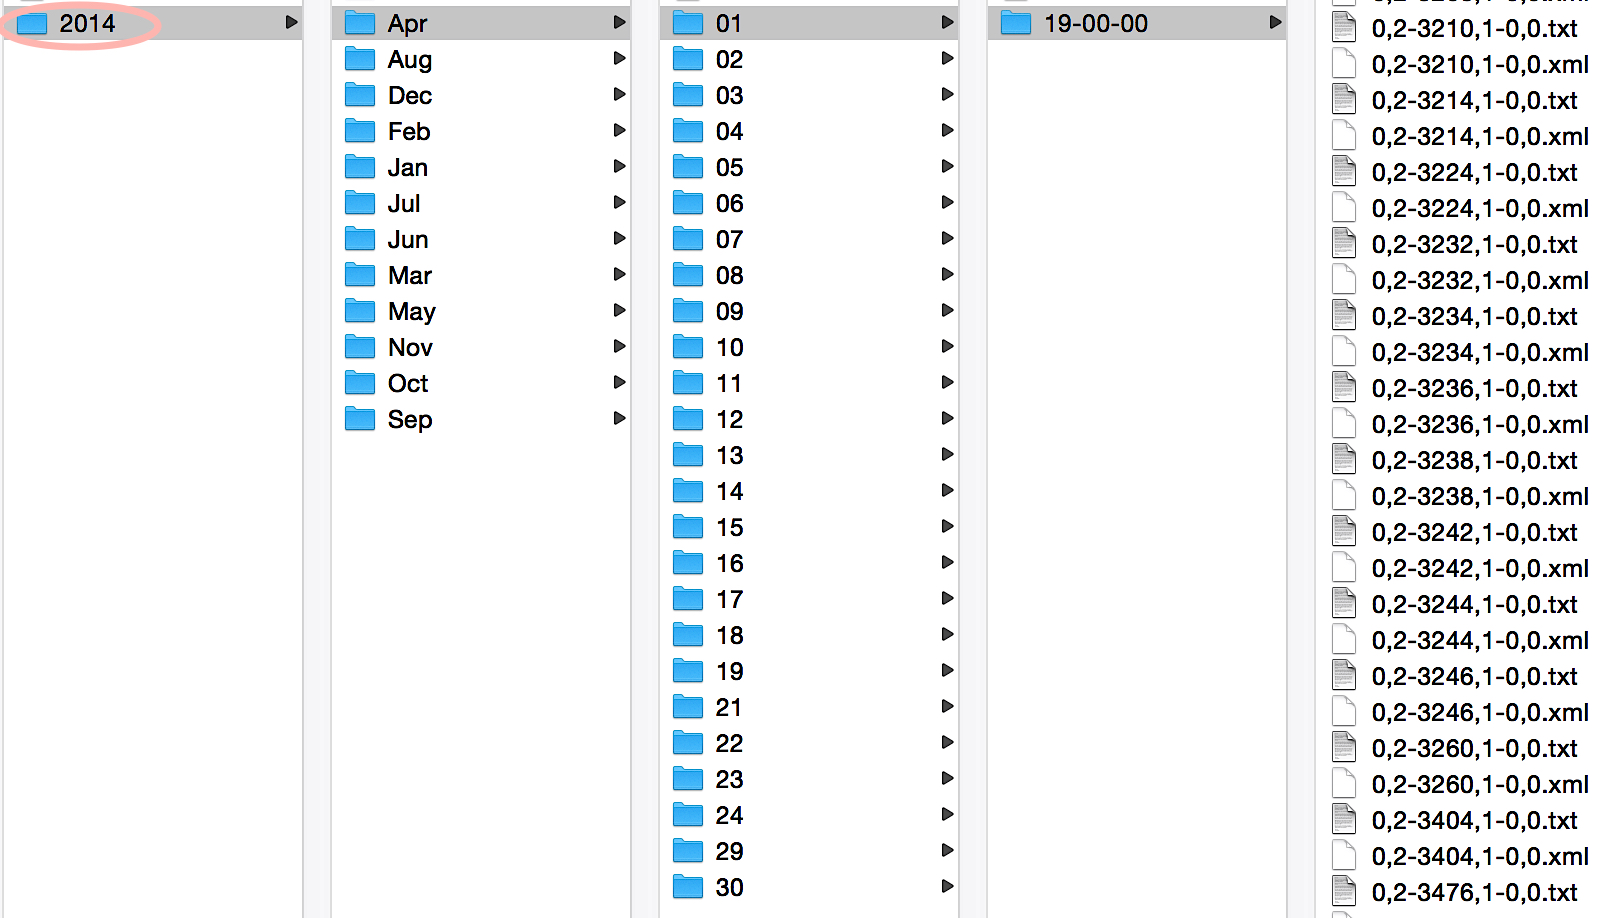 2014
Apr
Aug
Dec
Feb
Jan
Jul
Jun
Mar
May
Nov
Oct
Sep
01
02
03
04
05
06
07
08
09
10
11
12
13
14
15
16
17
18
19
21
22
23
24
29
30
19-00-00
0,2-3210,1-0,0.txt
0,2-3210,1-0,0.xml
0,2-3214,1-0,0.txt
0,2-3214,1-0,0.xml
0,2-3224,1-0,0.txt
0,2-3224,1-0,0.xml
0,2-3232,1-0,0.txt
0,2-3232,1-0,0.xml
0,2-3234,1-0,0.txt
0,2-3234,1-0,0.xml
0,2-3236,1-0,0.txt
0,2-3236,1-0,0.xml
0,2-3238,1-0,0.txt
0,2-3238,1-0,0.xml
0,2-3242,1-0,0.txt
0,2-3242,1-0,0.xml
0,2-3244,1-0,0.txt
0,2-3244,1-0,0.xml
0,2-3246,1-0,0.txt
0,2-3246,1-0,0.xml
0,2-3260,1-0,0.txt
0,2-3260,1-0,0.xml
0,2-3404,1-0,0.txt
0,2-3404,1-0,0.xml
0,2-3476,1-0,0.txt